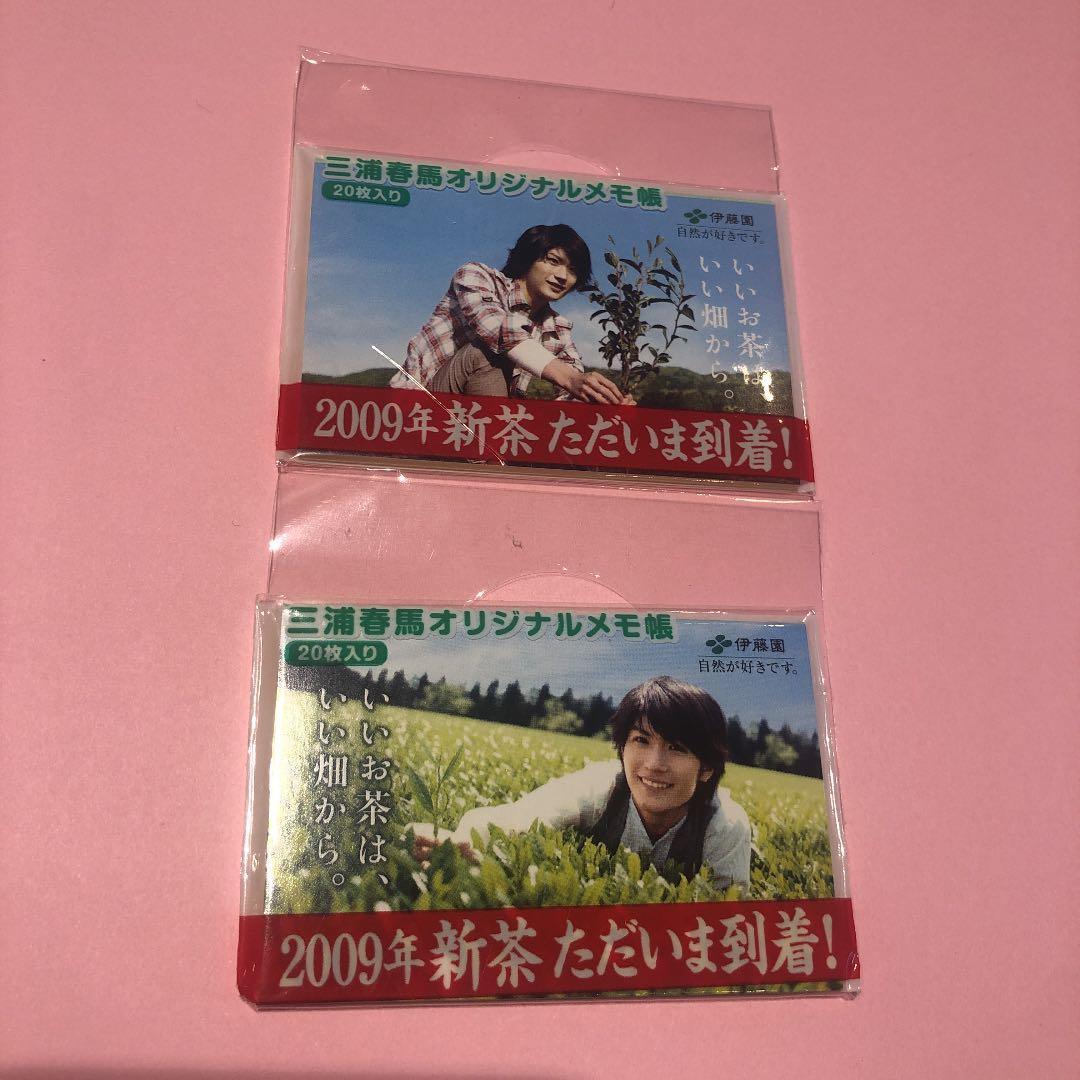 三浦春馬オリジナルメモ帳
20枚入り
伊藤園
自然が好きです。
いいお茶は、
いい畑から。
2009年 新茶 ただいま到着!
三浦春馬オリジナルメモ帳
20枚入り
伊藤園
自然が好きです。
いいお茶は、
いい畑から。
2009年 新茶 ただいま到着!